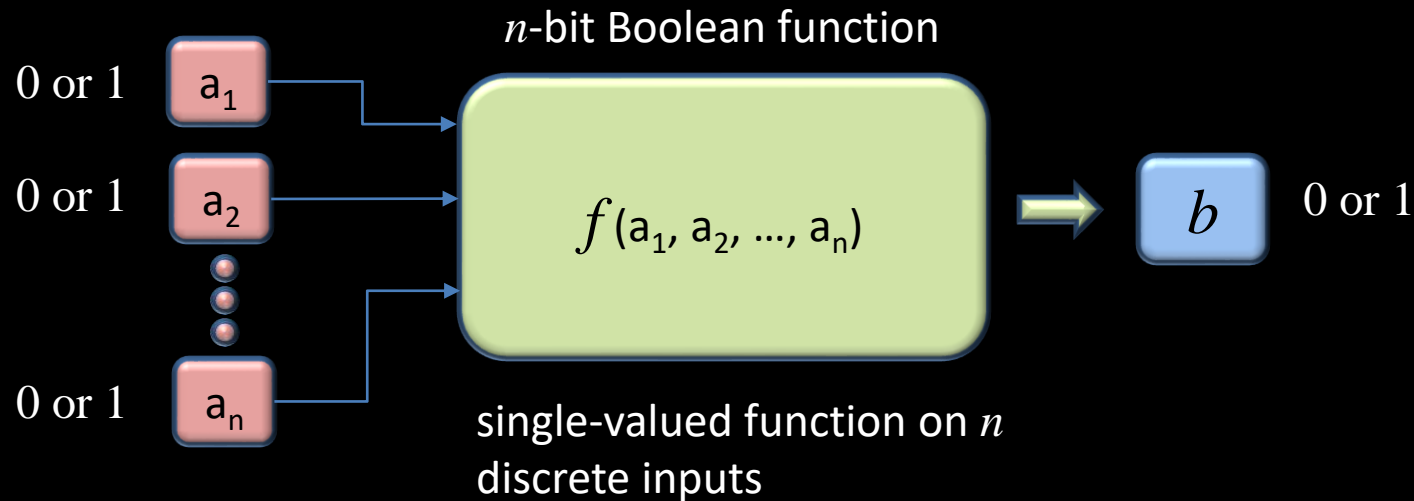 n-bit Boolean function
0 or 1
a₁
0 or 1
a₂
f(a₁, a₂, …, aₙ)
b
0 or 1
0 or 1
aₙ
single-valued function on n
discrete inputs